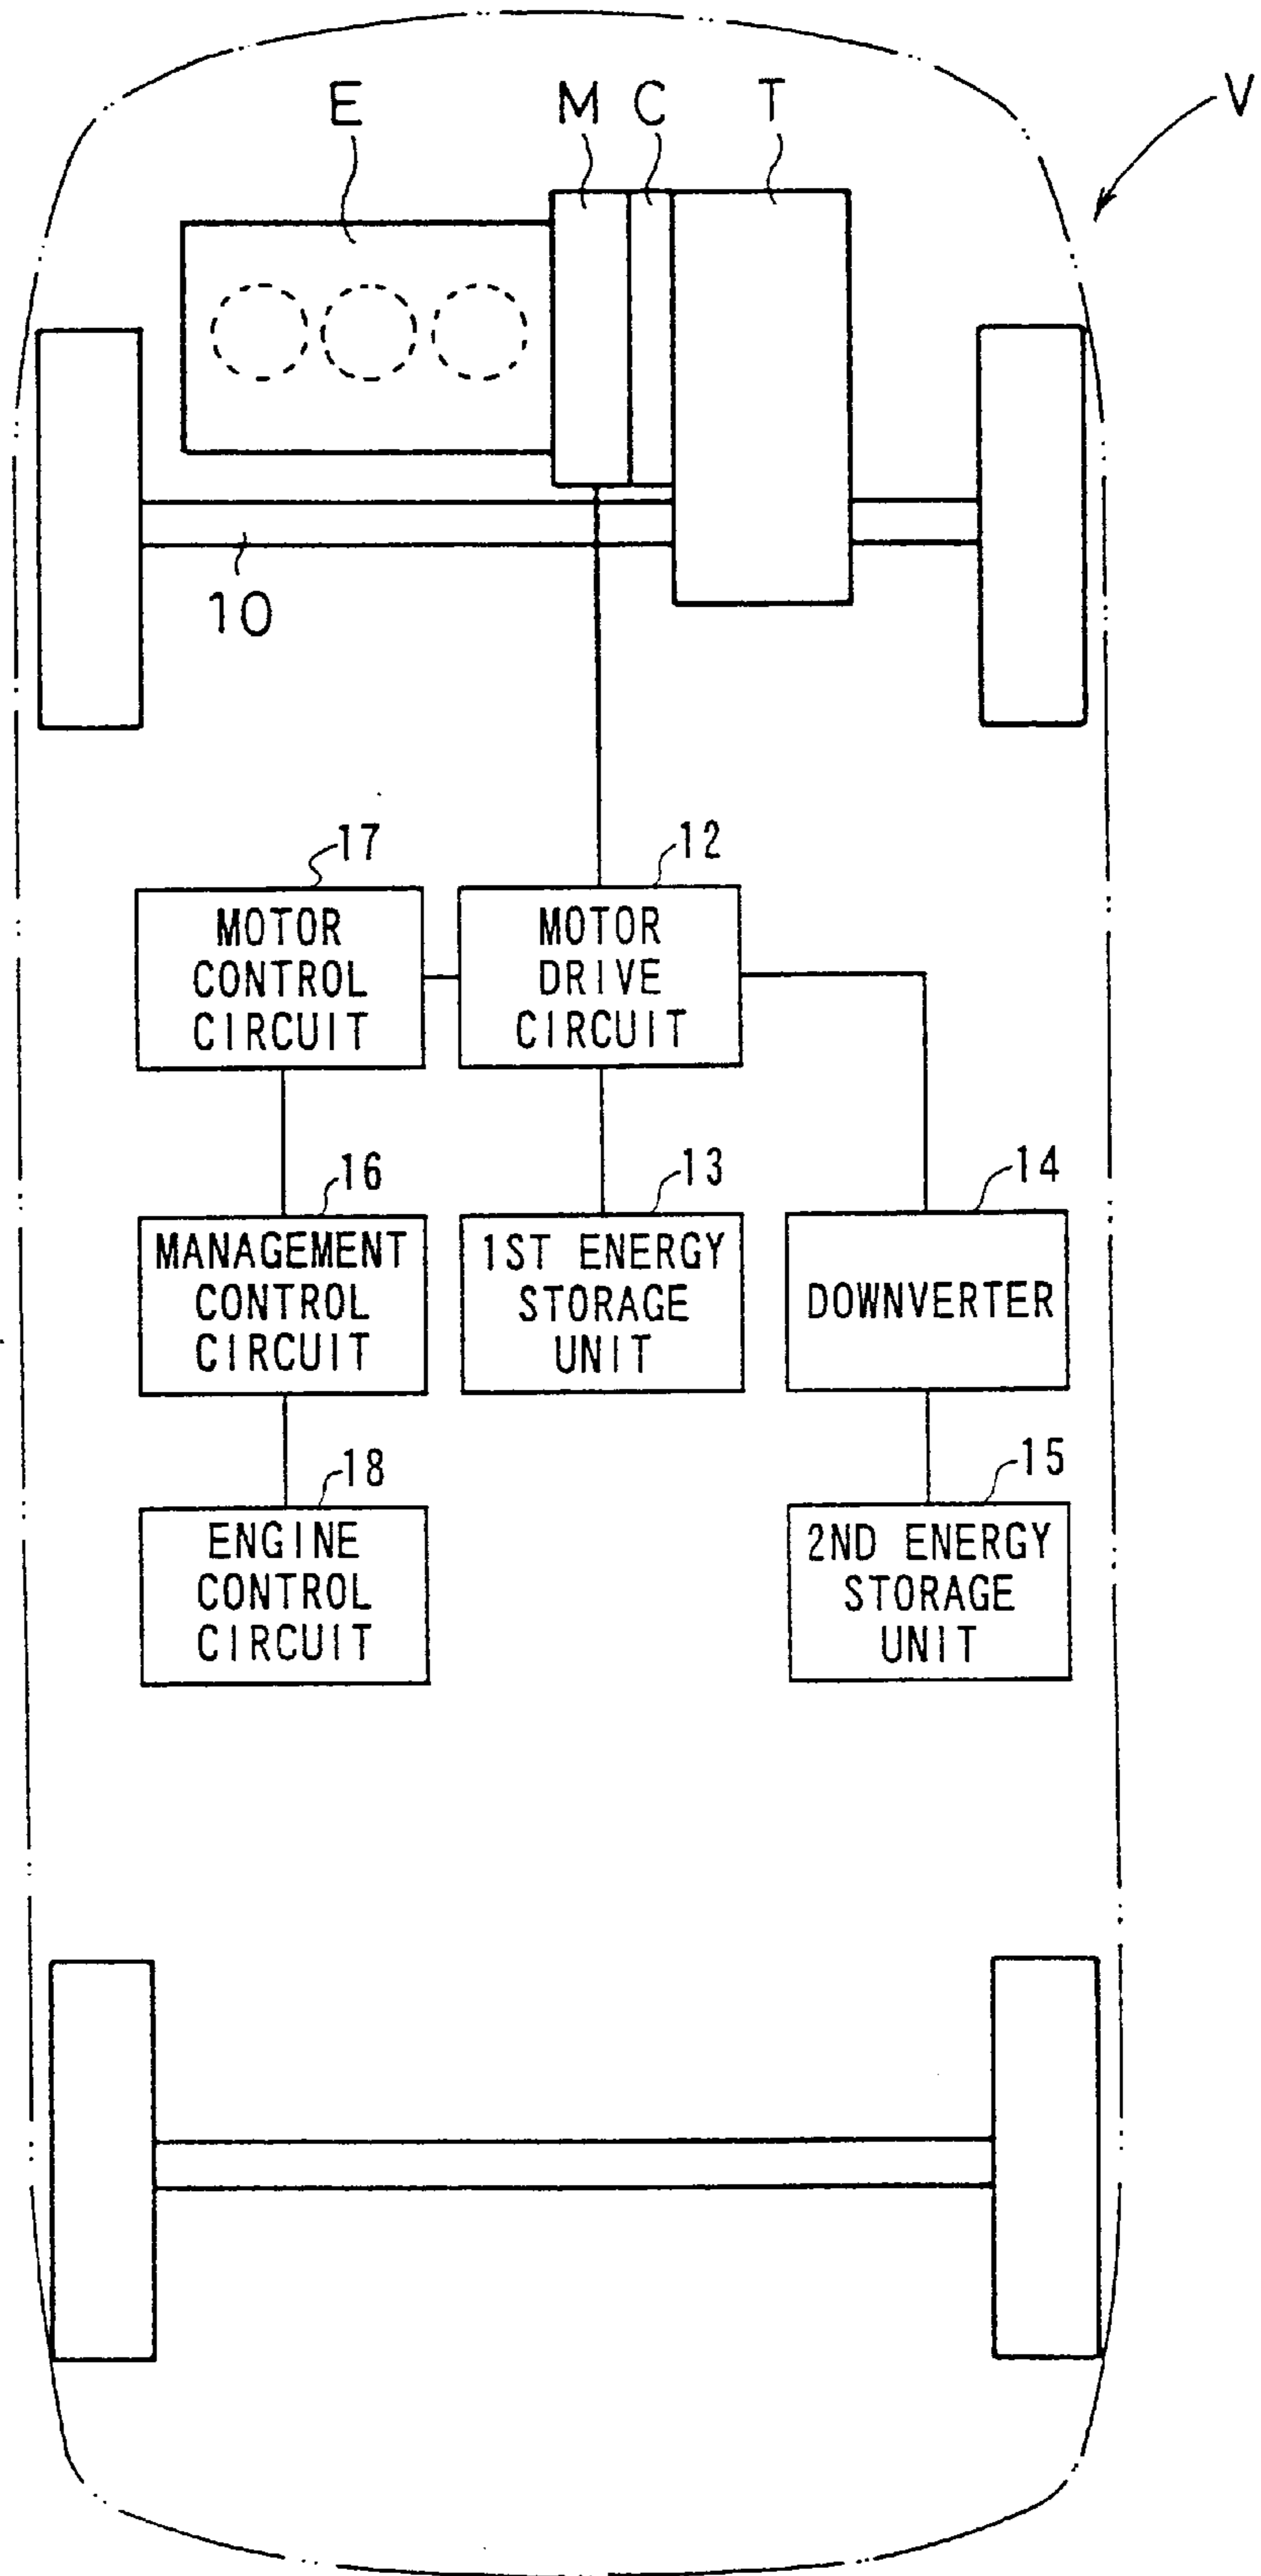 E
M
C
T
V
10
17
12
MOTOR
CONTROL
CIRCUIT
MOTOR
DRIVE
CIRCUIT
16
13
14
MANAGEMENT
CONTROL
CIRCUIT
1ST ENERGY
STORAGE
UNIT
DOWNVERTER
18
15
ENGINE
CONTROL
CIRCUIT
2ND ENERGY
STORAGE
UNIT